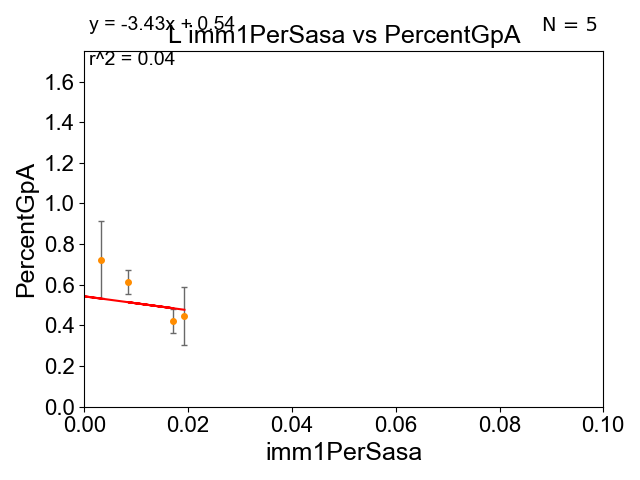 y = -3.43x + 0.54
N = 5
L imm1PerSasa vs PercentGpA
r^2 = 0.04
1.6
1.4
1.2
1.0
0.8
0.6
0.4
0.2
0.0
PercentGpA
0.00 0.02 0.04 0.06 0.08 0.10
imm1PerSasa